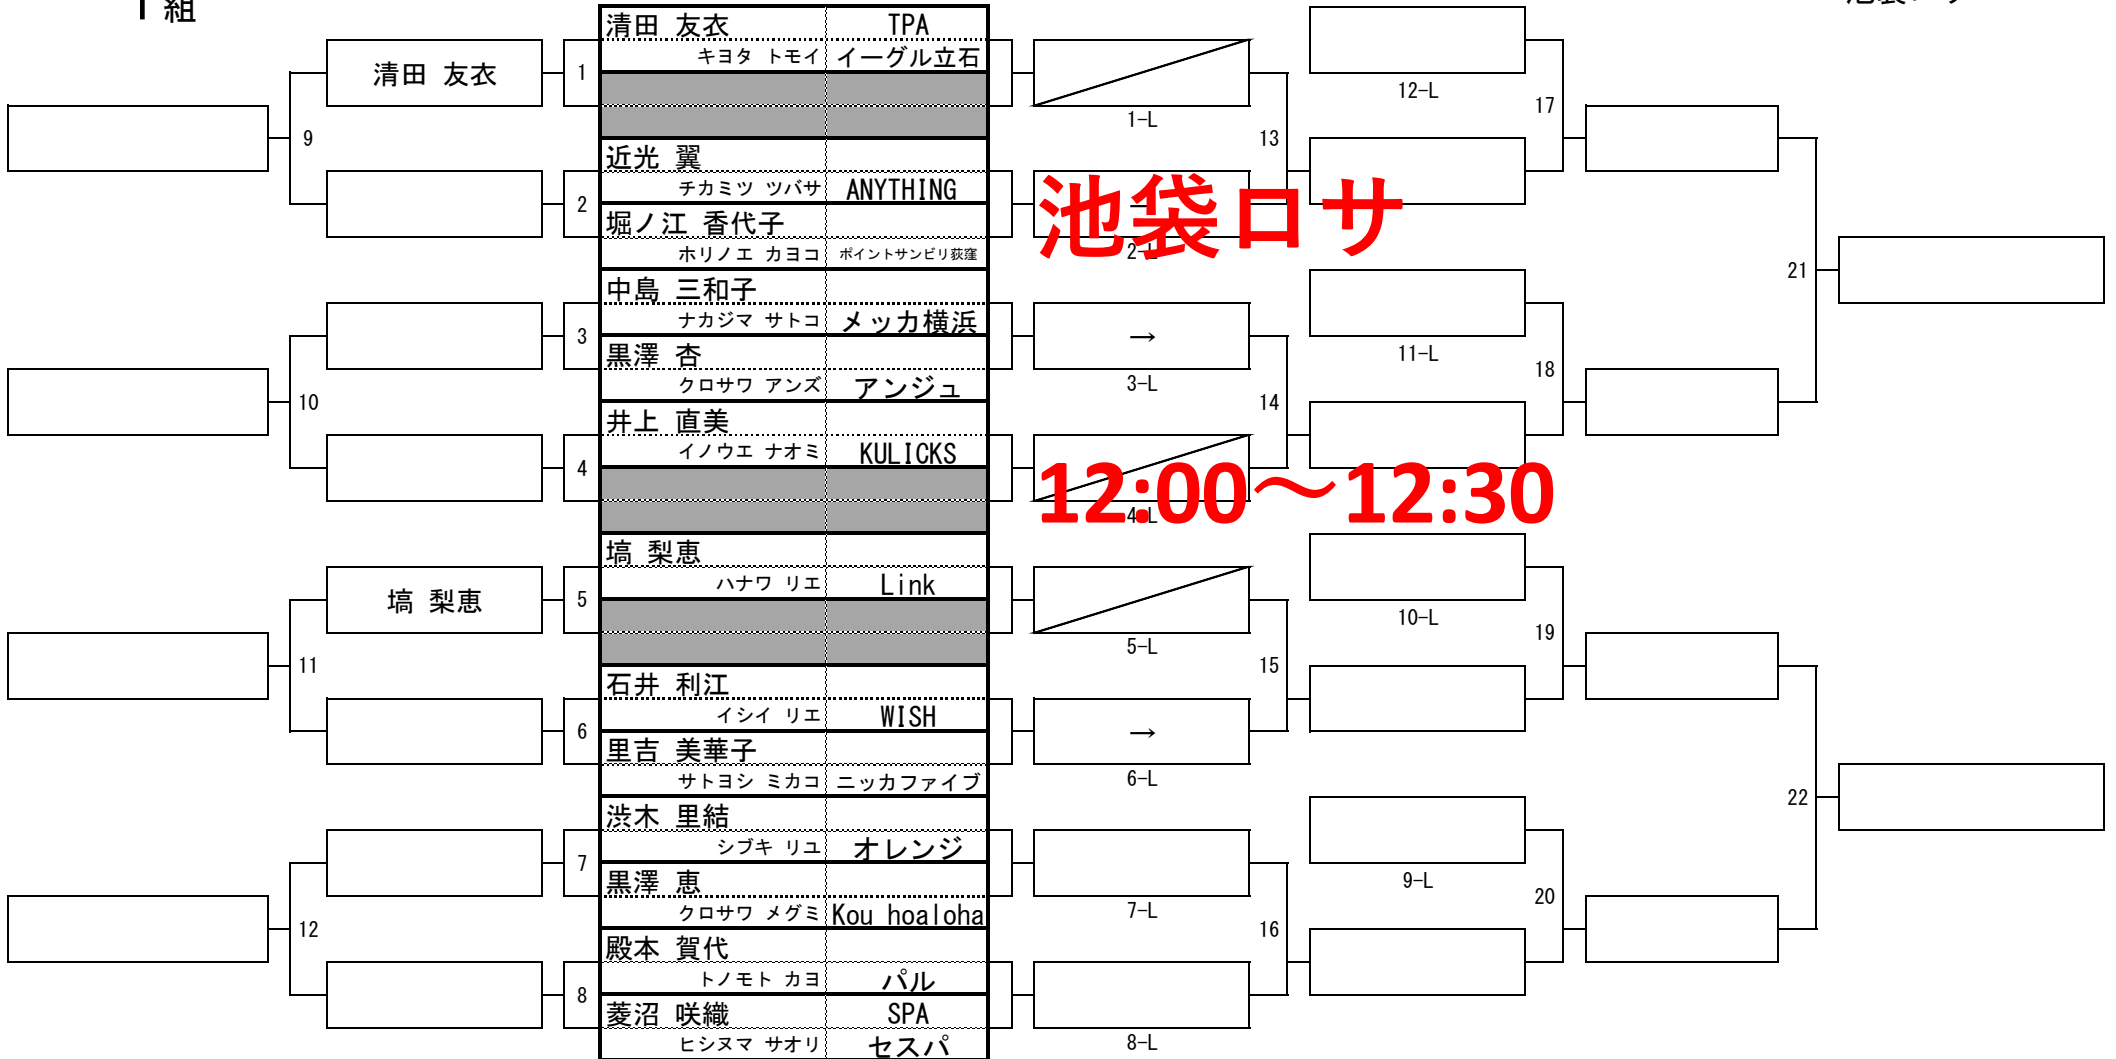 1 組
清田 友衣 TPA
キヨタ トモイ イーグル立石
清田 友衣
1
12-L
17
1-L
9
13
近光 翼
チカミツ ツバサ ANYTHING
2
堀ノ江 香代子
池袋ロサ
→
ホリノエ カヨコ ポイントサンビリ荻窪
2-L
21
中島 三和子
ナカジマ サトコ メッカ横浜
3
→
黒澤 杏
11-L
18
クロサワ アンズ アンジュ
3-L
10
14
井上 直美
イノウエ ナオミ KULICKS
4
12:00～12:30
4-L
塙 梨恵
ハナワ リエ Link
塙 梨恵
5
10-L
19
5-L
11
15
石井 利江
イシイ リエ WISH
6
→
里吉 美華子
サトヨシ ミカコ ニッカファイブ
6-L
22
渋木 里結
シブキ リユ オレンジ
7
黒澤 恵
9-L
20
クロサワ メグミ Kou hoaloha
7-L
12
16
殿本 賀代
トノモト カヨ パル
8
菱沼 咲織 SPA
ヒシヌマ サオリ セスパ
8-L